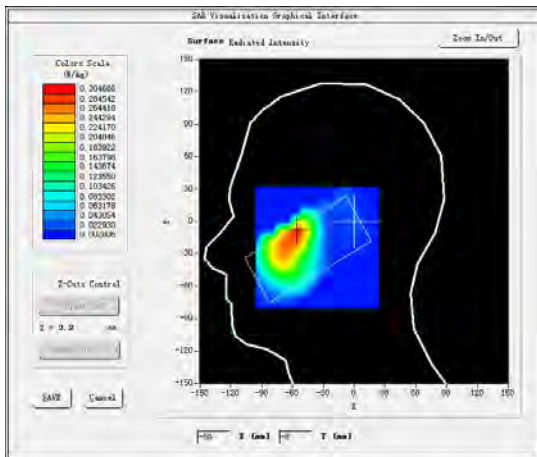 SAR Visualisation Graphical Interface
Surface Radiated Intensity
Zoom In/Out
Colors Scale
(W/kg)
0.304666
0.284542
0.264418
0.244294
0.224170
0.204046
0.183922
0.163798
0.143674
0.123550
0.103426
0.083302
0.063178
0.043054
0.022930
0.002806
150
120
90
60
30
0
-30
-60
-90
-120
-150
Z-Cuts Control
SAVE
Cancel
-150 -120 -90 -60 -30 0 30 60 90 120 150
X
X (mm)
Y (mm)